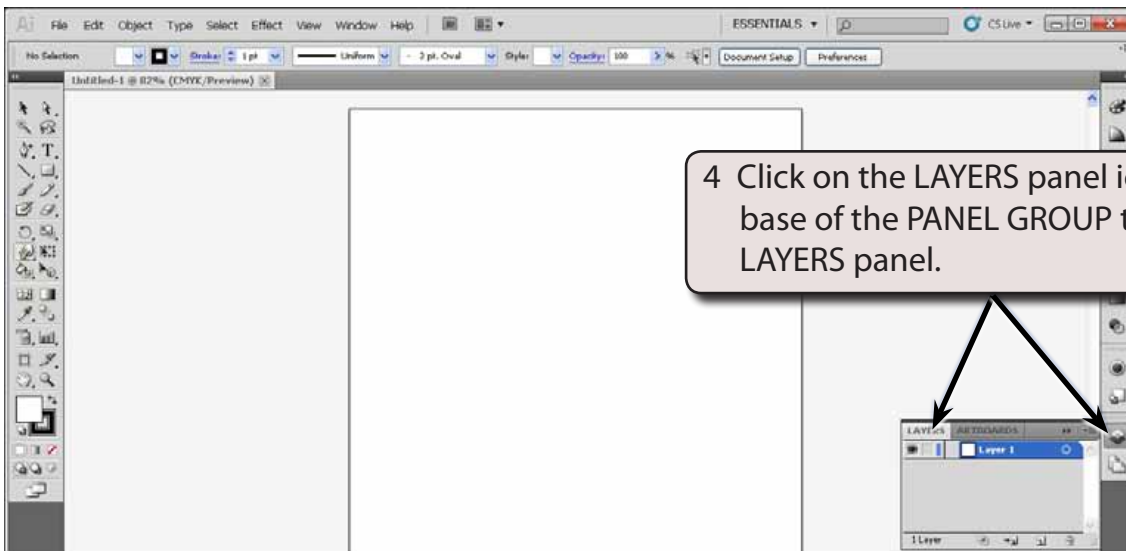 Ai File Edit Object Type Select Effect View Window Help ESSENTIALS CS Live
No Selection Stroke: 1 pt Uniform 2 pt. Oval Style: Opacity: 100 % Document Setup Preferences
Untitled-1 @ 82% (CMYK/Preview)
4 Click on the LAYERS panel
base of the PANEL GROUP
LAYERS panel.
LAYERS ARTBOARDS
Layer 1
1 Layer